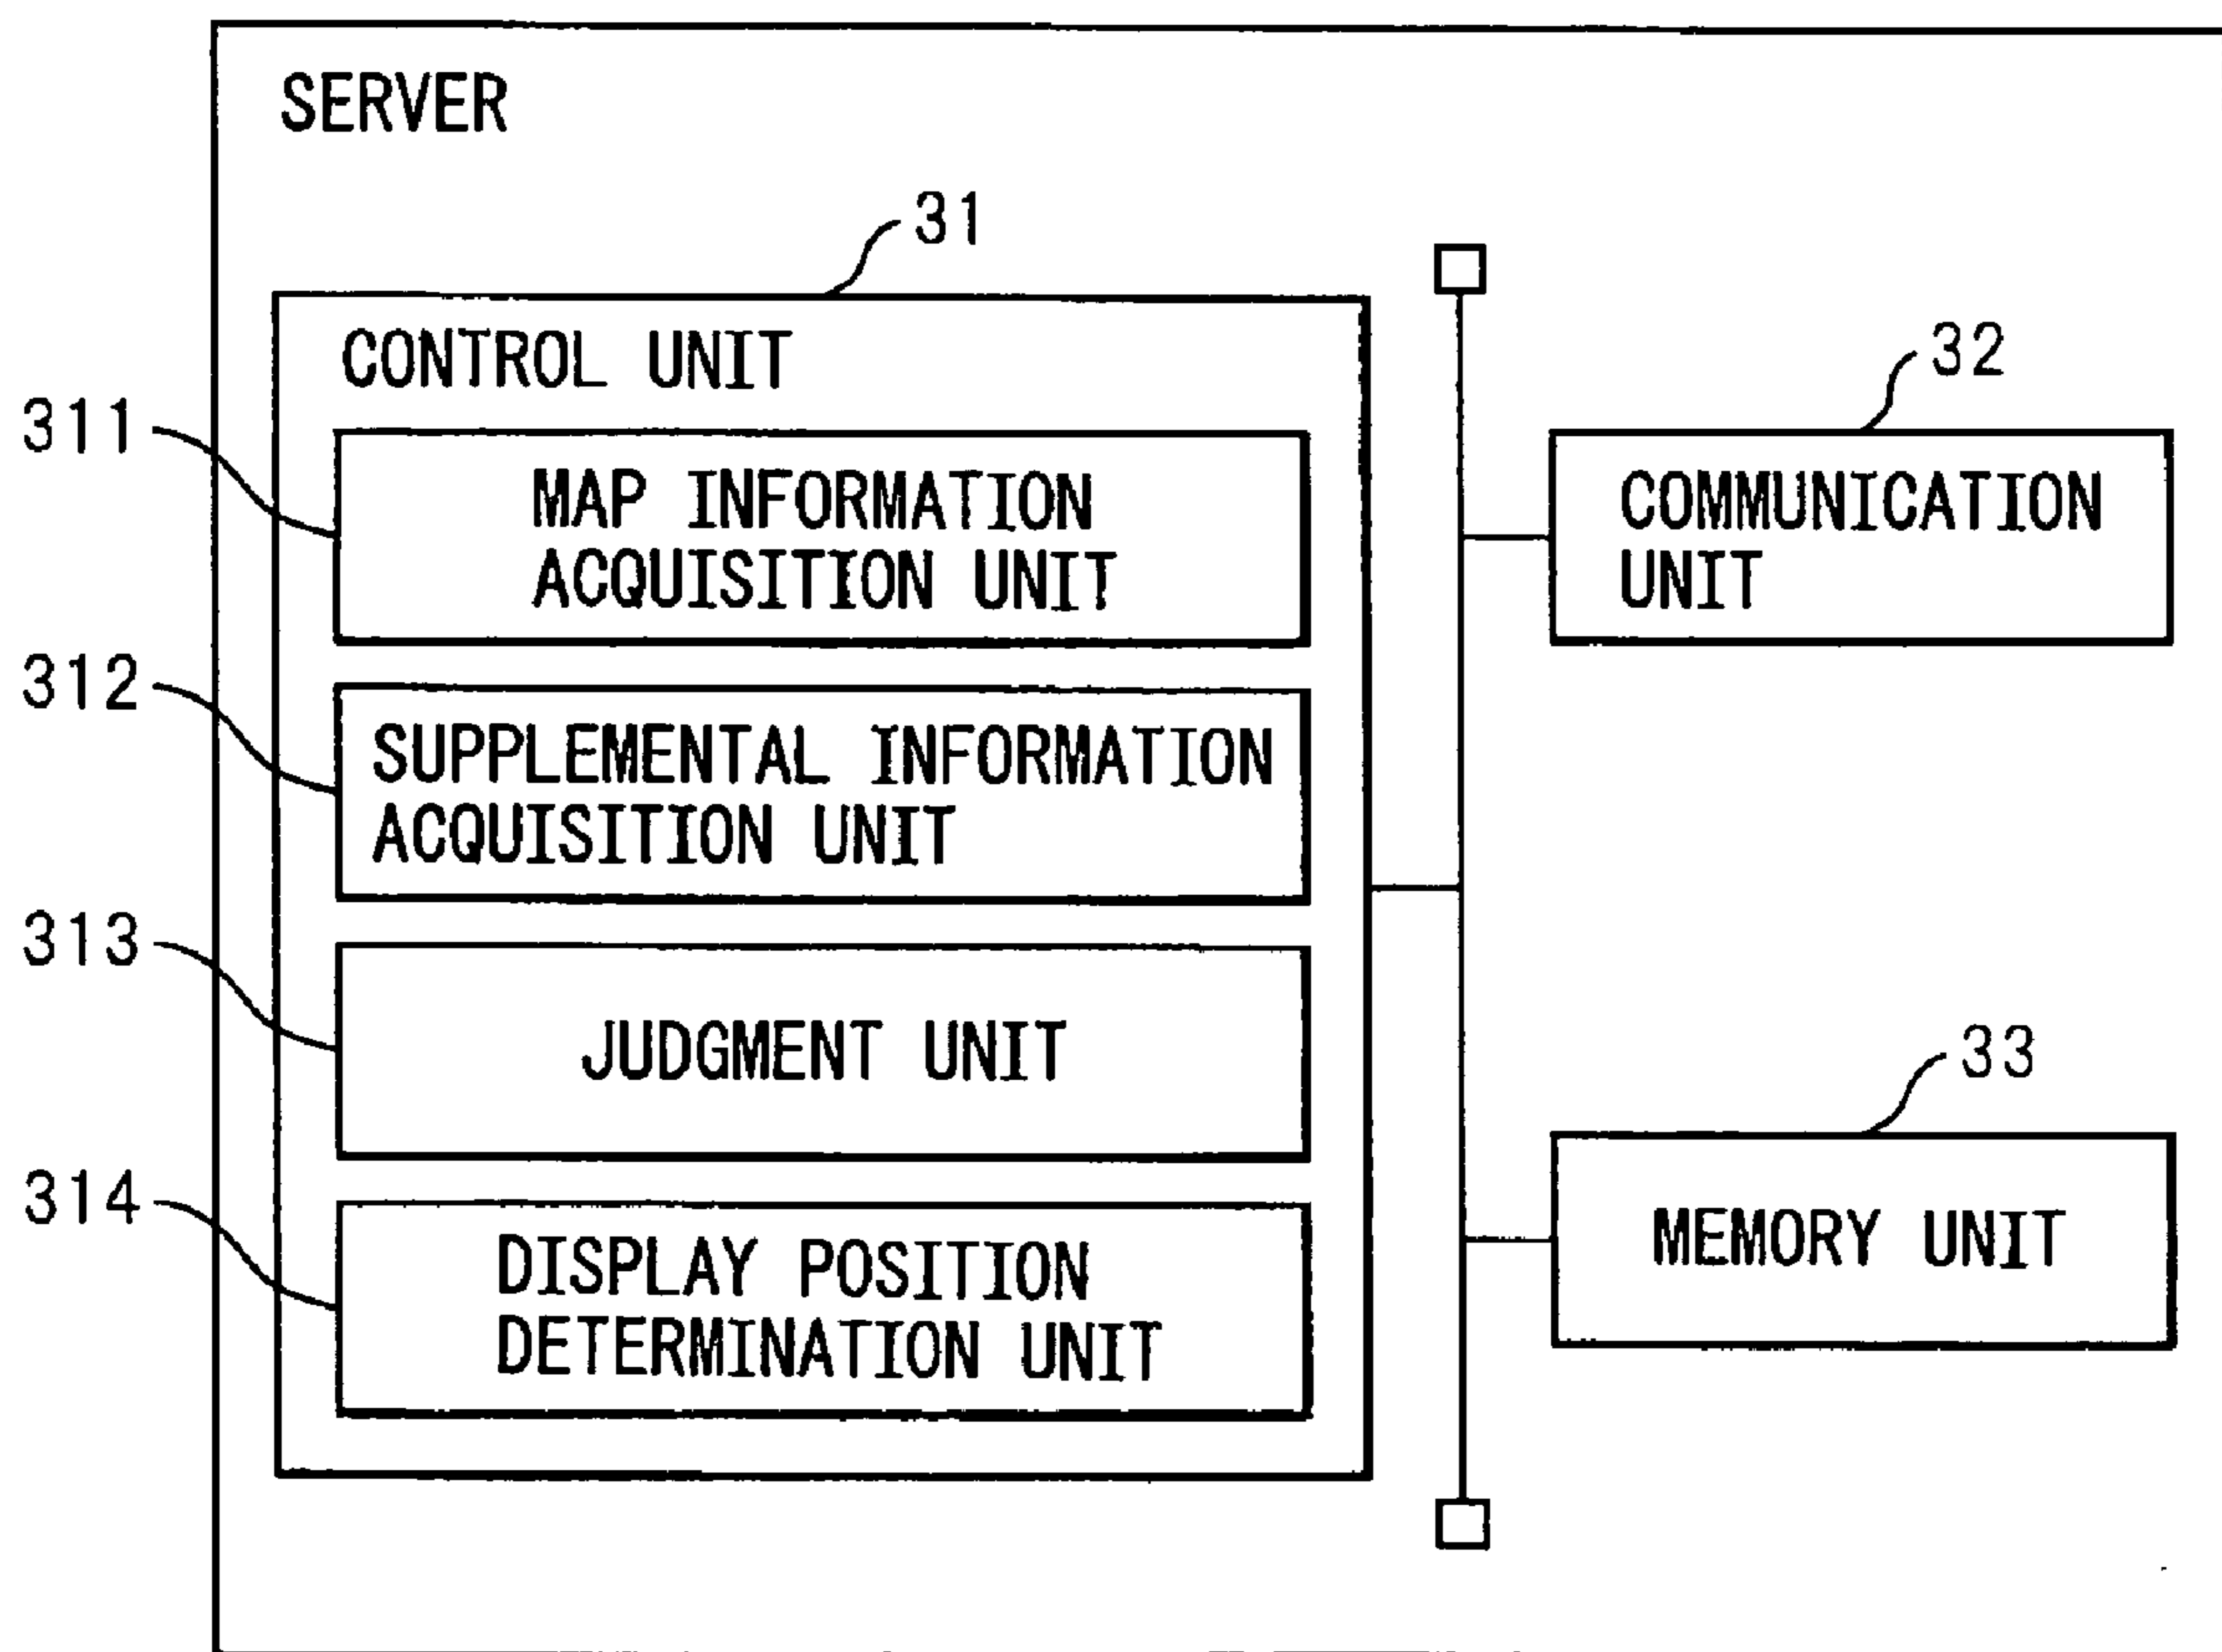 SERVER
31
CONTROL UNIT
32
311
MAP INFORMATION
ACQUISITION UNIT
COMMUNICATION
UNIT
312
SUPPLEMENTAL INFORMATION
ACQUISITION UNIT
313
JUDGMENT UNIT
33
314
DISPLAY POSITION
DETERMINATION UNIT
MEMORY UNIT